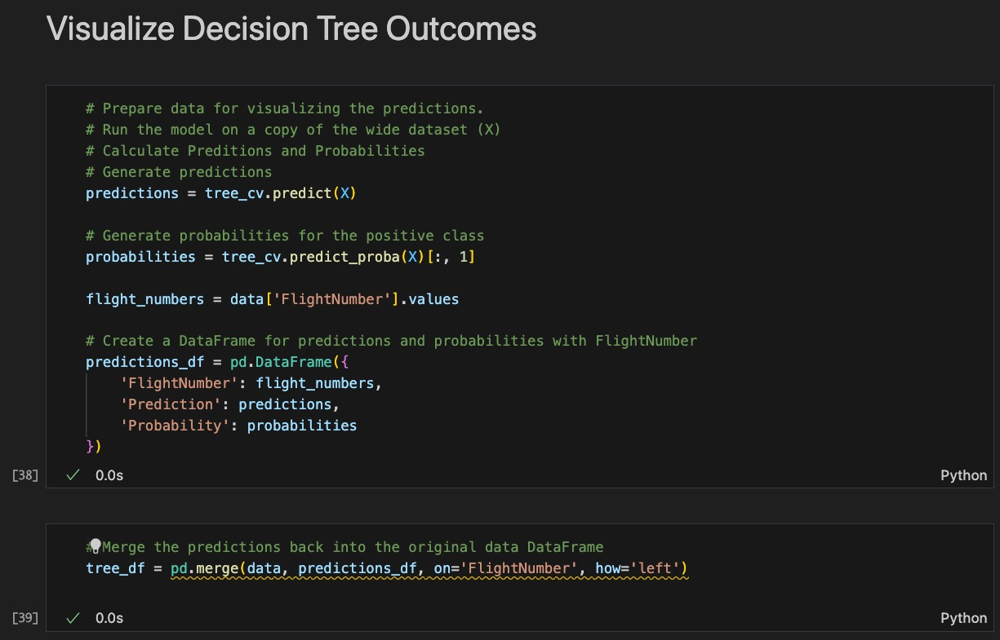 Visualize Decision Tree Outcomes
# Prepare data for visualizing the predictions.
# Run the model on a copy of the wide dataset (X)
# Calculate Preditions and Probabilities
# Generate predictions
predictions = tree_cv.predict(X)
# Generate probabilities for the positive class
probabilities = tree_cv.predict_proba(X)[:, 1]
flight_numbers = data['FlightNumber'].values
# Create a DataFrame for predictions and probabilities with FlightNumber
predictions_df = pd.DataFrame({
    'FlightNumber': flight_numbers,
    'Prediction': predictions,
    'Probability': probabilities
})
[38] 0.0s Python
# Merge the predictions back into the original data DataFrame
tree_df = pd.merge(data, predictions_df, on='FlightNumber', how='left')
[39] 0.0s Python